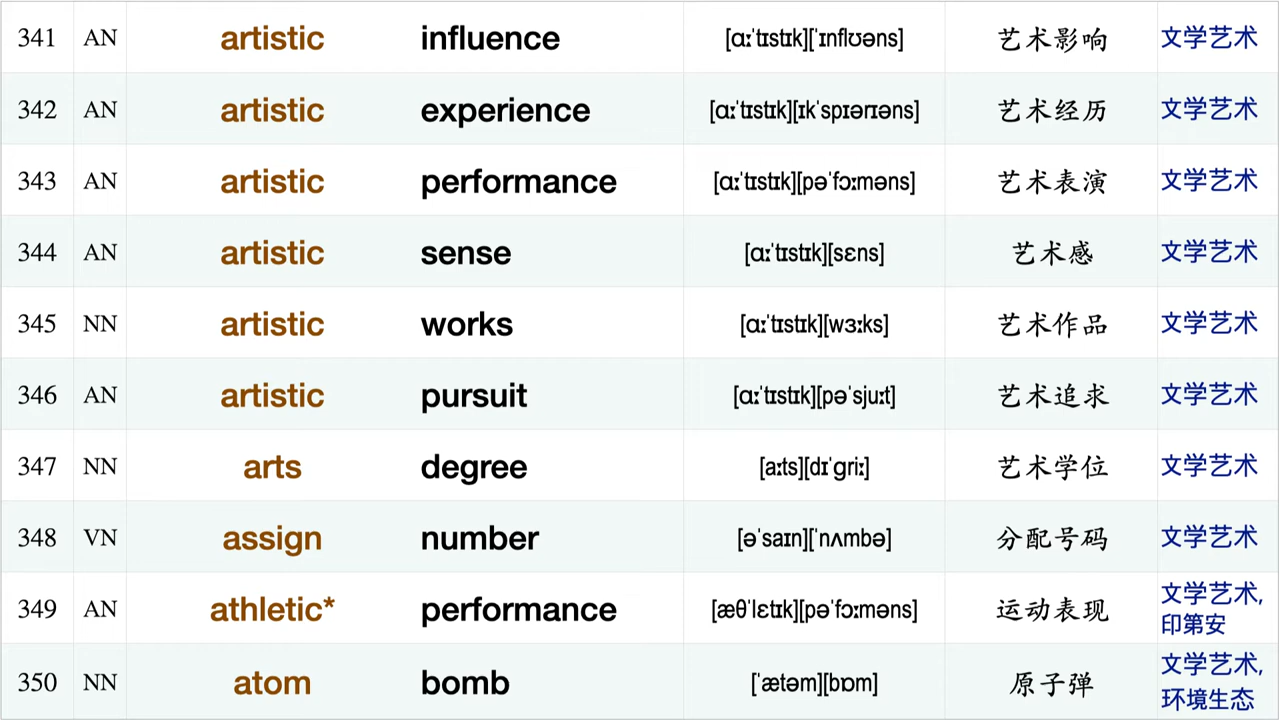 341 AN artistic influence [ɑːˈtɪstɪk][ˈɪnflʊəns] 艺术影响 文学艺术
342 AN artistic experience [ɑːˈtɪstɪk][ɪkˈspɪərɪəns] 艺术经历 文学艺术
343 AN artistic performance [ɑːˈtɪstɪk][pəˈfɔːməns] 艺术表演 文学艺术
344 AN artistic sense [ɑːˈtɪstɪk][sɛns] 艺术感 文学艺术
345 NN artistic works [ɑːˈtɪstɪk][wɜːks] 艺术作品 文学艺术
346 AN artistic pursuit [ɑːˈtɪstɪk][pəˈsjuːt] 艺术追求 文学艺术
347 NN arts degree [aːts][dɪˈɡriː] 艺术学位 文学艺术
348 VN assign number [əˈsaɪn][ˈnʌmbə] 分配号码 文学艺术
349 AN athletic* performance [æθˈlɛtɪk][pəˈfɔːməns] 运动表现 文学艺术,
印第安
350 NN atom bomb [ˈætəm][bɒm] 原子弹 文学艺术,
环境生态